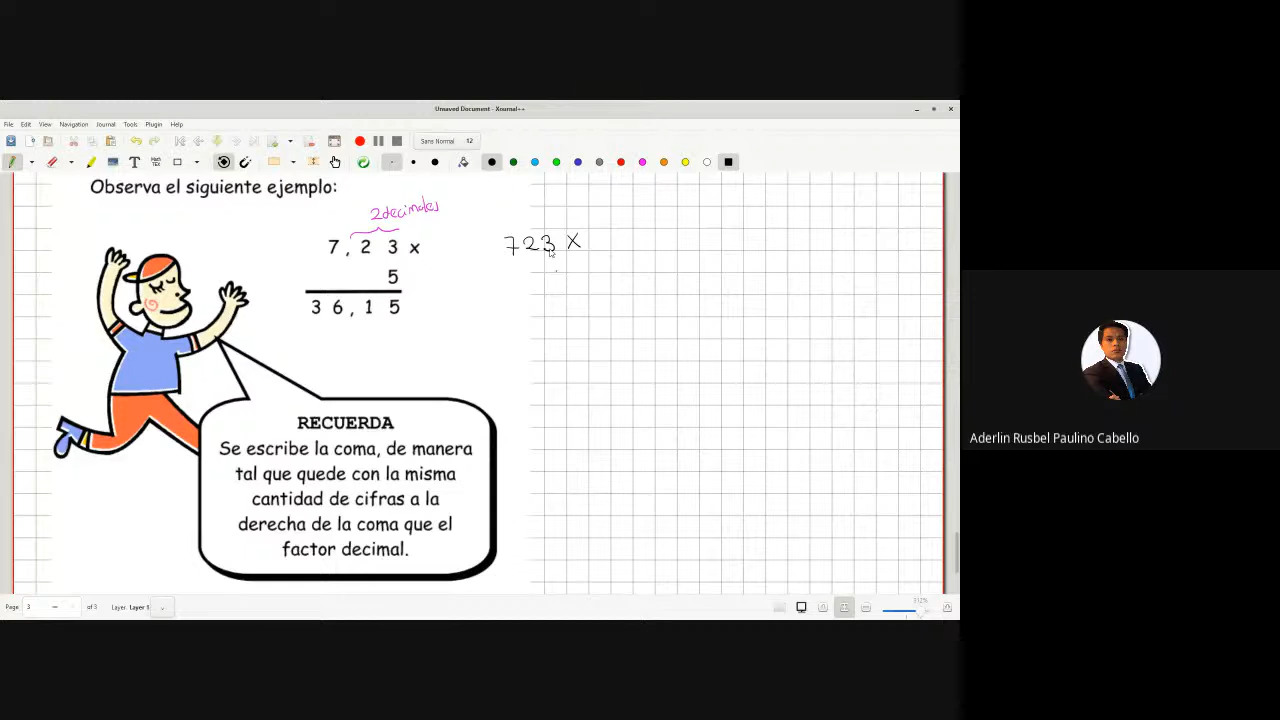 Unsaved Document - Xournal++
File Edit View Navigation Journal Tools Plugin Help
Sans Normal 12
Observa el siguiente ejemplo:
2 decimales
7, 2 3 x
5
3 6, 1 5
723 x
RECUERDA
Se escribe la coma, de manera
tal que quede con la misma
cantidad de cifras a la
derecha de la coma que el
factor decimal.
Aderlin Rusbel Paulino Cabello
Page 3 of 3 Layer: Layer 1